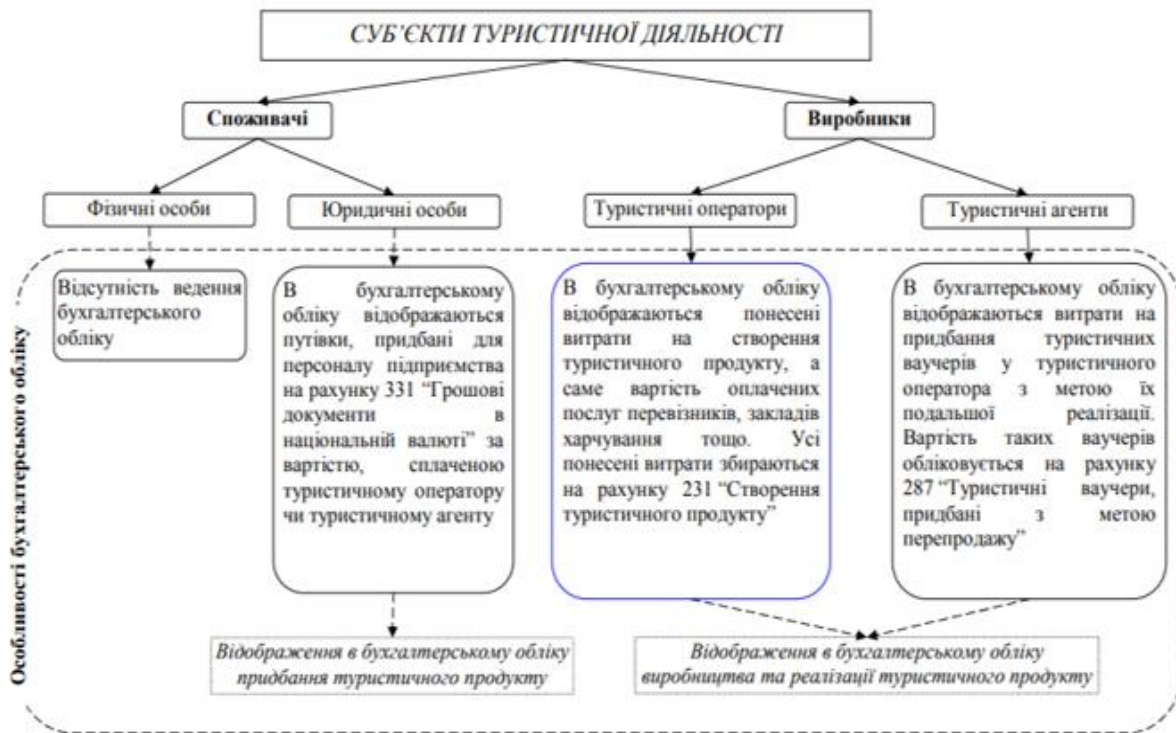 СУБ’ЄКТИ ТУРИСТИЧНОЇ ДІЯЛЬНОСТІ
Споживачі
Виробники
Фізичні особи
Юридичні особи
Туристичні оператори
Туристичні агенти
Особливості бухгалтерського обліку
Відсутність ведення
бухгалтерського
обліку
В бухгалтерському
обліку відображаються
путівки, придбані для
персоналу підприємства
на рахунку 331 “Грошові
документи в
національній валюті” за
вартістю, сплаченою
туристичному оператору
чи туристичному агенту
В бухгалтерському обліку
відображаються понесені
витрати на створення
туристичного продукту, а
саме вартість оплачених
послуг перевізників, закладів
харчування тощо. Усі
понесені витрати збираються
на рахунку 231 “Створення
туристичного продукту”
В бухгалтерському обліку
відображаються витрати на
придбання туристичних
ваучерів у туристичного
оператора з метою їх
подальшої реалізації.
Вартість таких ваучерів
обліковується на рахунку
287 “Туристичні ваучери,
придбані з метою
перепродажу”
Відображення в бухгалтерському обліку
придбання туристичного продукту
Відображення в бухгалтерському обліку
виробництва та реалізації туристичного продукту